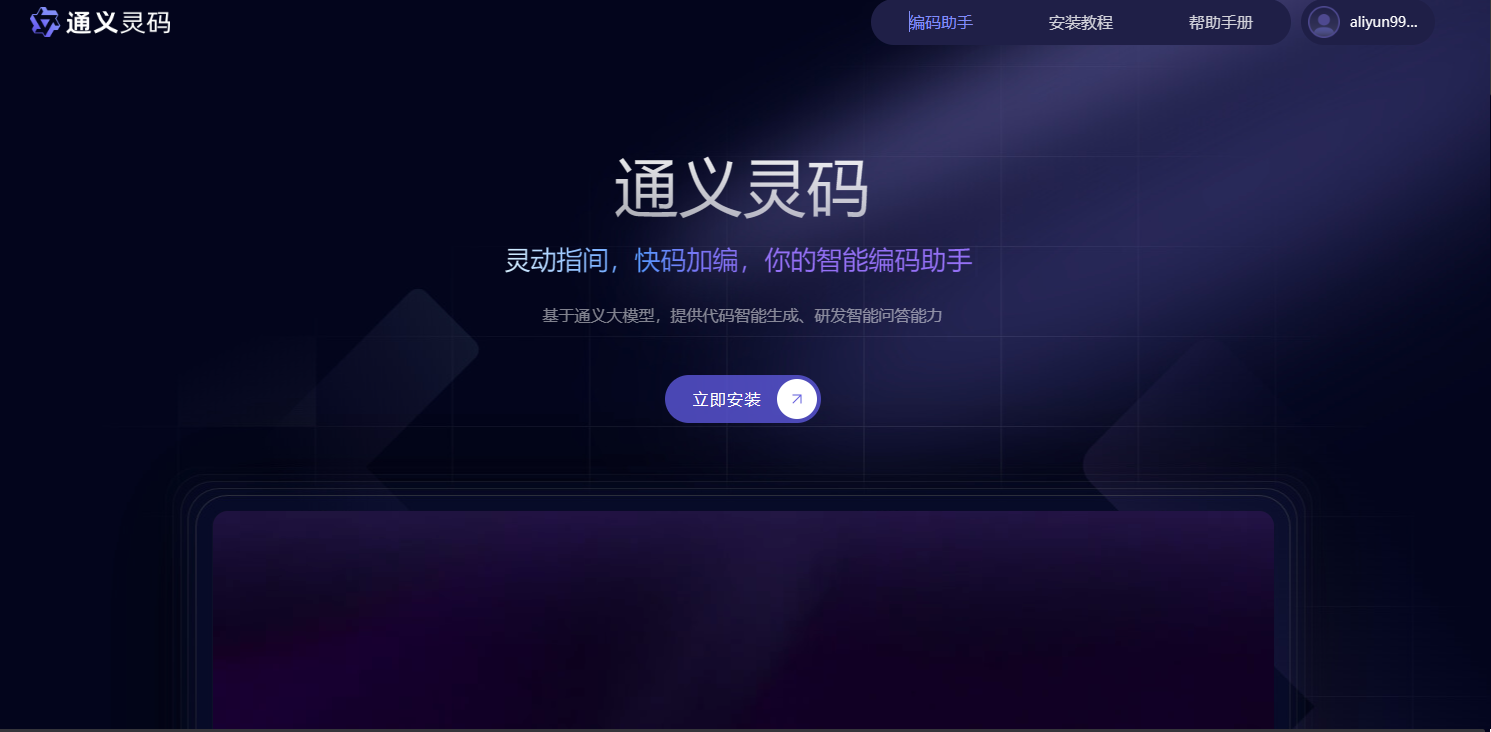 通义灵码
编码助手 安装教程 帮助手册 aliyun99...
通义灵码
灵动指间，快码加编，你的智能编码助手
基于通义大模型，提供代码智能生成、研发智能问答能力
立即安装